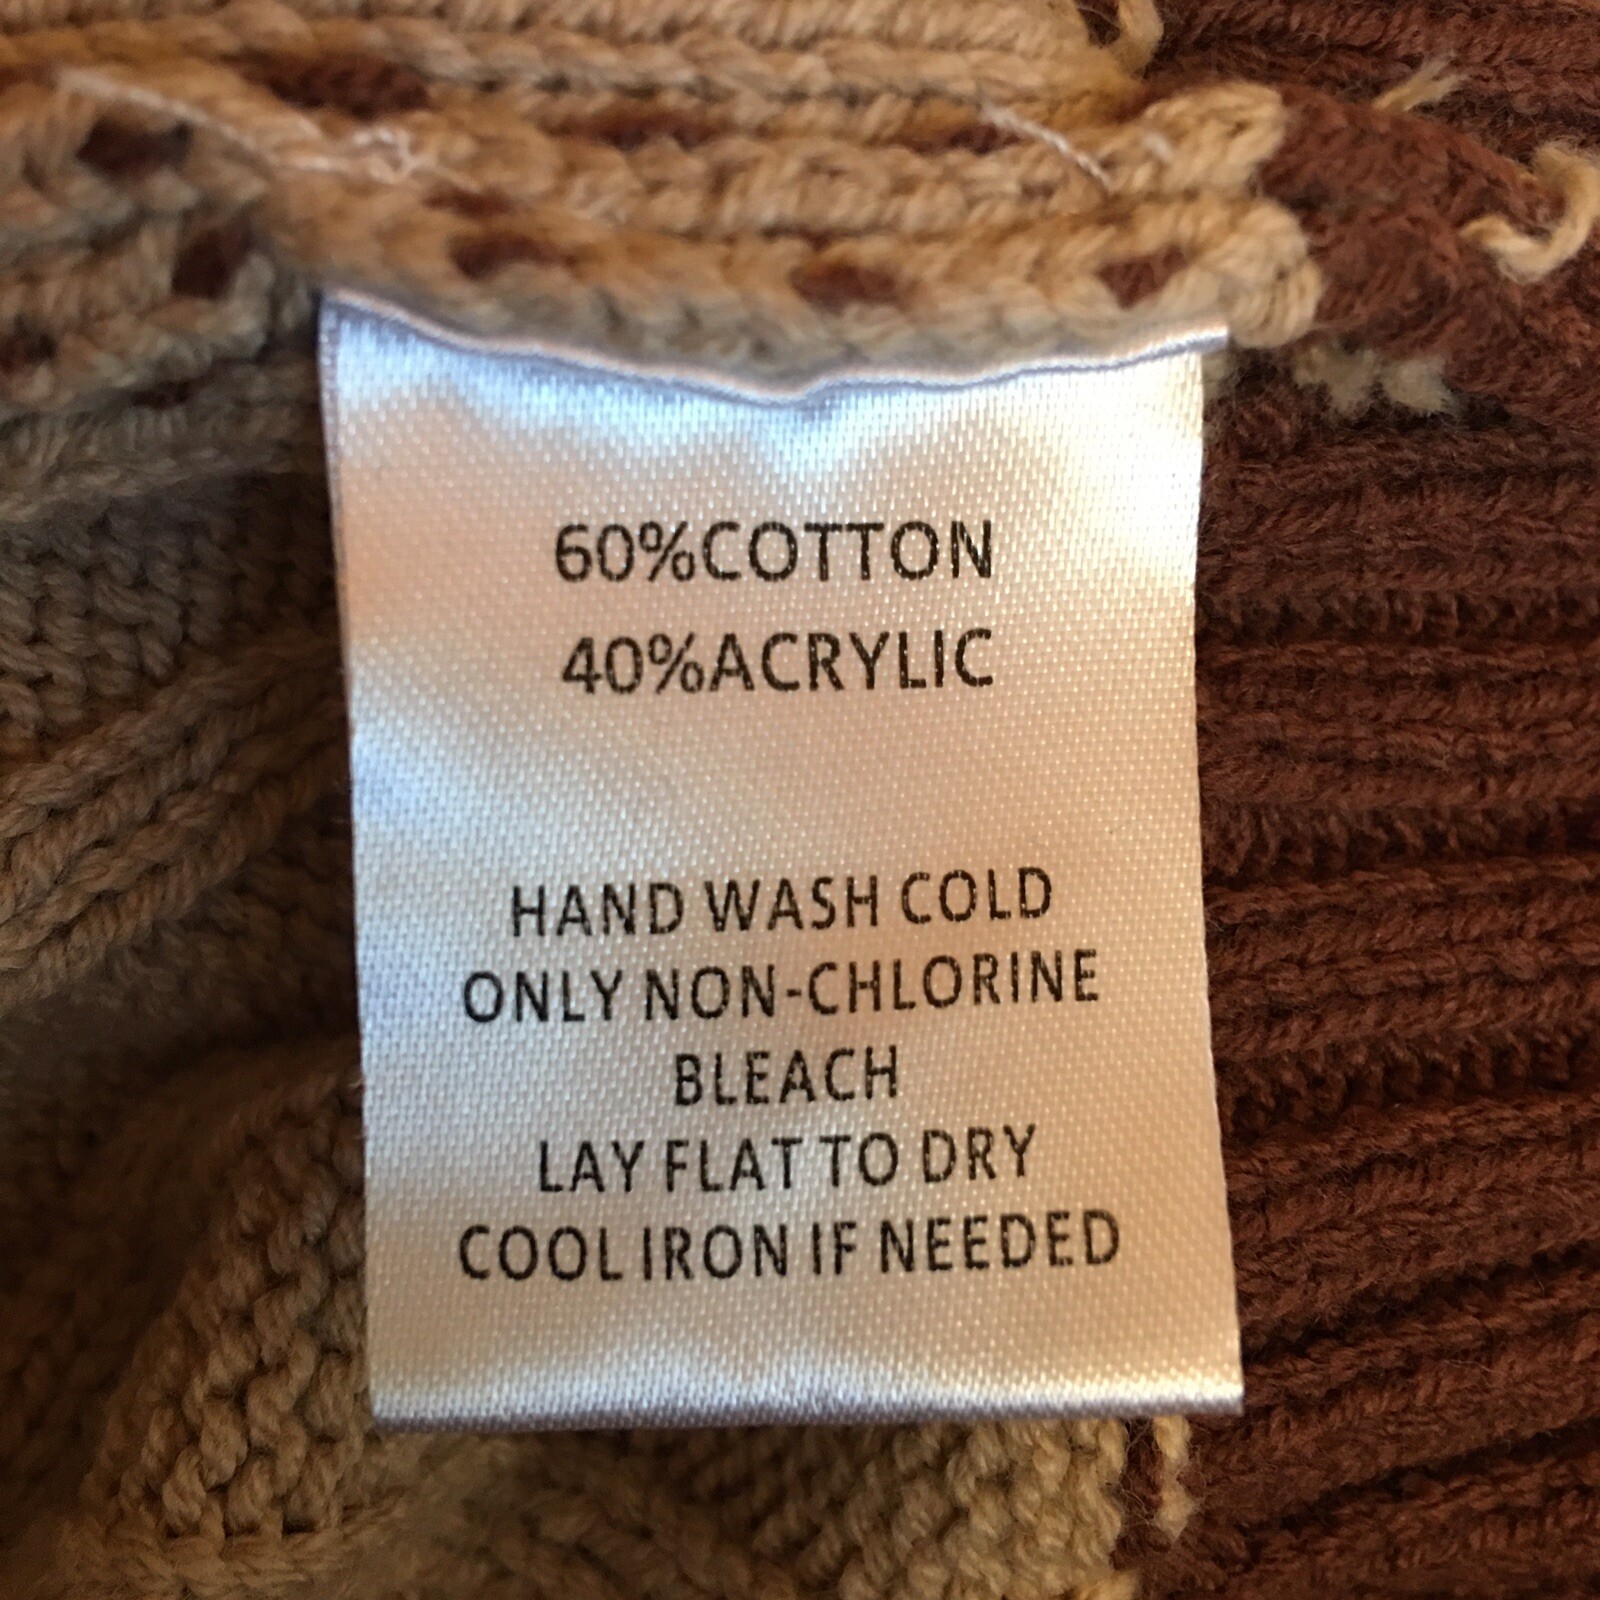 60%COTTON
40%ACRYLIC
HAND WASH COLD
ONLY NON-CHLORINE
BLEACH
LAY FLAT TO DRY
COOL IRON IF NEEDED